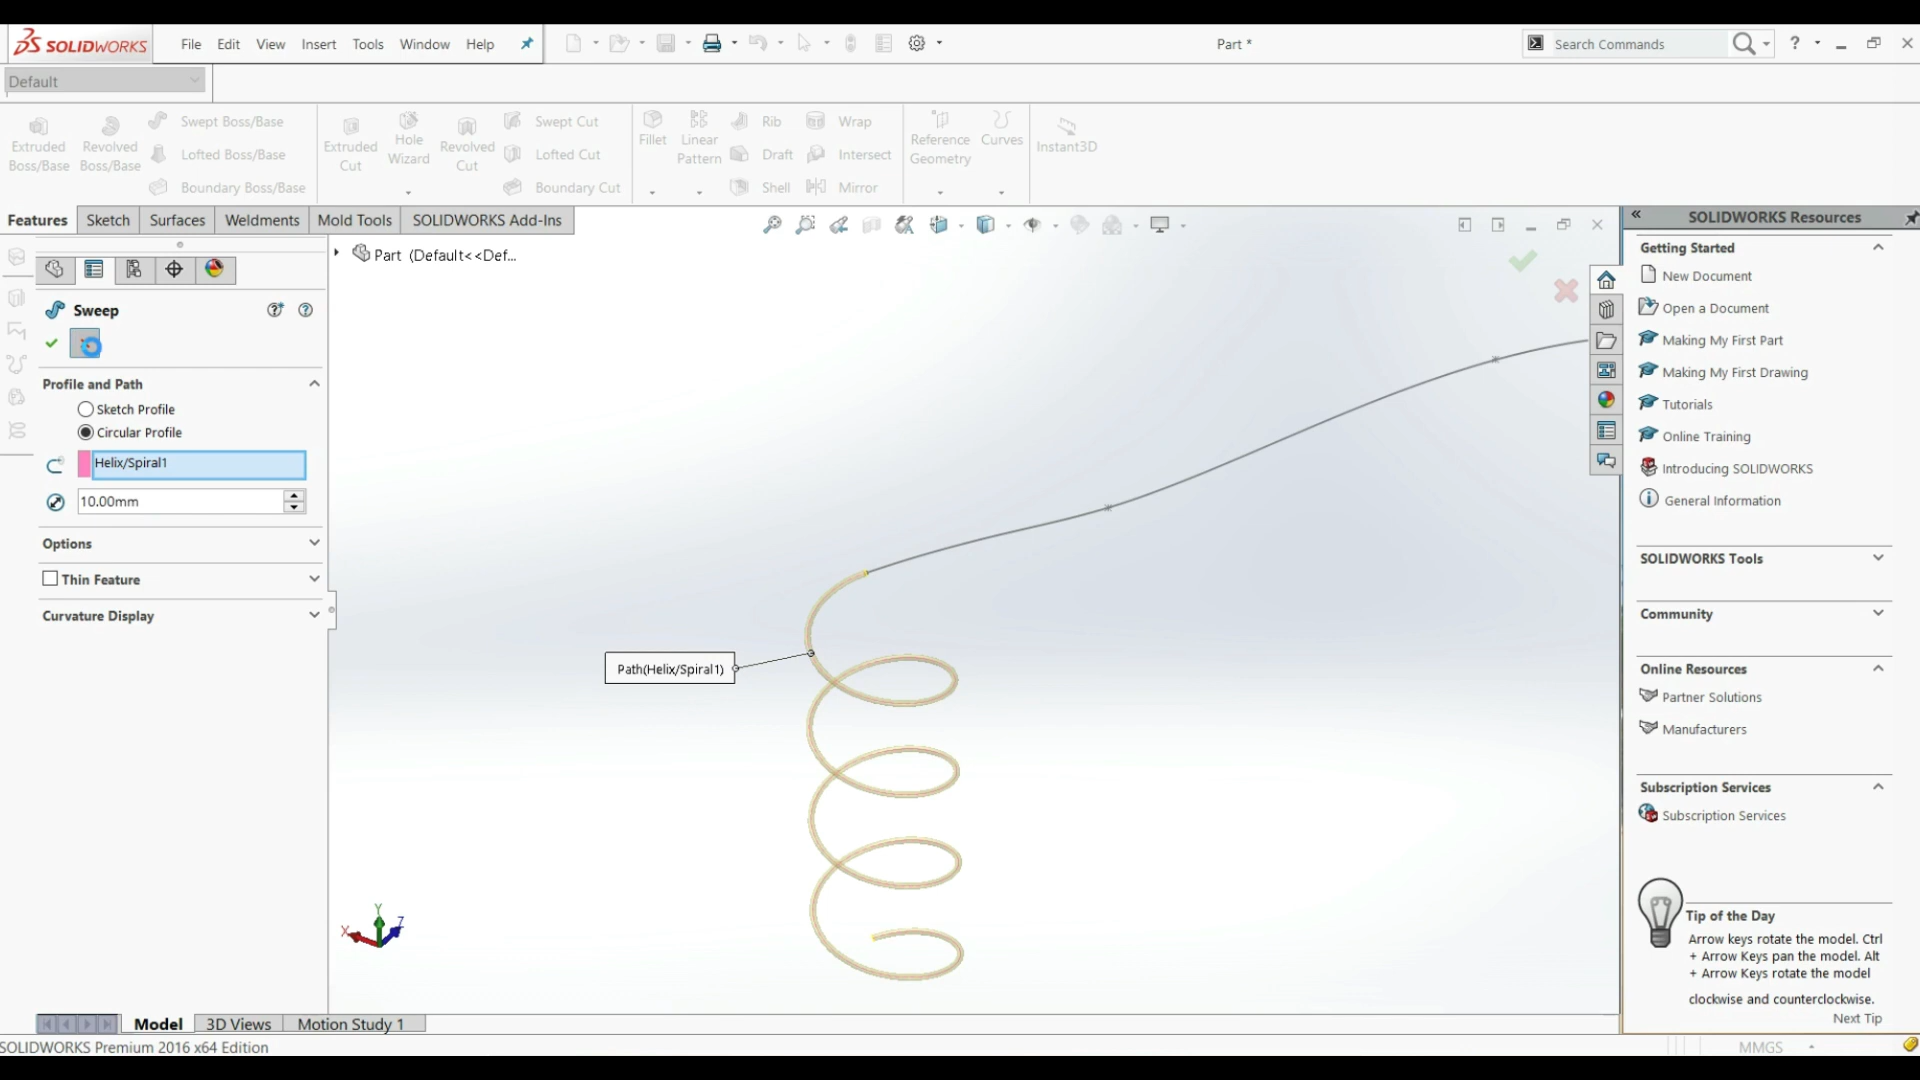 SOLIDWORKS
File Edit View Insert Tools Window Help
Part *
Search Commands
?
Default
Extruded Boss/Base
Revolved Boss/Base
Swept Boss/Base
Lofted Boss/Base
Boundary Boss/Base
Extruded Cut
Hole Wizard
Revolved Cut
Swept Cut
Lofted Cut
Boundary Cut
Fillet
Linear Pattern
Rib
Draft
Shell
Wrap
Intersect
Mirror
Reference Geometry
Curves
Instant3D
Features Sketch Surfaces Weldments Mold Tools SOLIDWORKS Add-Ins
Part (Default<<Def...
Sweep
Profile and Path
Sketch Profile
Circular Profile
Helix/Spiral1
10.00mm
Options
Thin Feature
Curvature Display
Path(Helix/Spiral1)
Y
X
Z
SOLIDWORKS Resources
Getting Started
New Document
Open a Document
Making My First Part
Making My First Drawing
Tutorials
Online Training
Introducing SOLIDWORKS
General Information
SOLIDWORKS Tools
Community
Online Resources
Partner Solutions
Manufacturers
Subscription Services
Subscription Services
Tip of the Day
Arrow keys rotate the model. Ctrl
+ Arrow Keys pan the model. Alt
+ Arrow Keys rotate the model
clockwise and counterclockwise.
Next Tip
Model 3D Views Motion Study 1
SOLIDWORKS Premium 2016 x64 Edition
MMGS